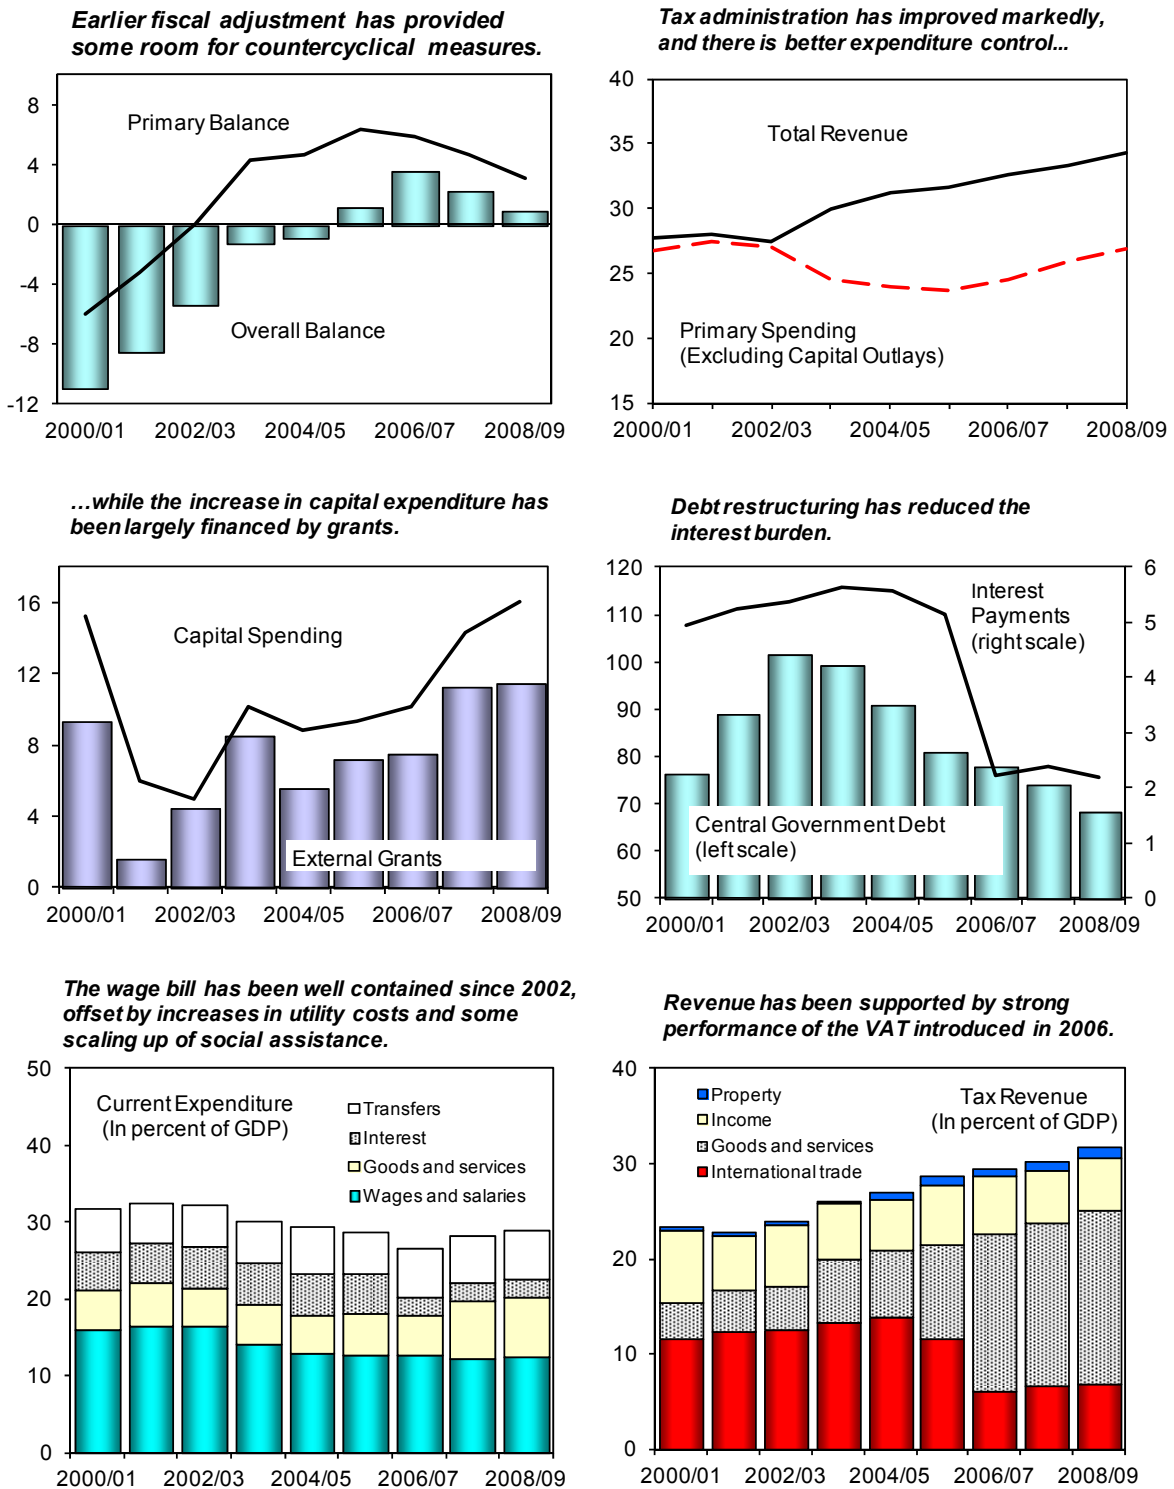 Earlier fiscal adjustment has provided
some room for countercyclical measures.
8
4
0
-4
-8
-12
Primary Balance
Overall Balance
2000/01 2002/03 2004/05 2006/07 2008/09
Tax administration has improved markedly,
and there is better expenditure control...
40
35
30
25
20
15
Total Revenue
Primary Spending
(Excluding Capital Outlays)
2000/01 2002/03 2004/05 2006/07 2008/09
...while the increase in capital expenditure has
been largely financed by grants.
16
12
8
4
0
Capital Spending
External Grants
2000/01 2002/03 2004/05 2006/07 2008/09
Debt restructuring has reduced the
interest burden.
120
110
100
90
80
70
60
50
6
5
4
3
2
1
0
Interest
Payments
(right scale)
Central Government Debt
(left scale)
2000/01 2002/03 2004/05 2006/07 2008/09
The wage bill has been well contained since 2002,
offset by increases in utility costs and some
scaling up of social assistance.
50
40
30
20
10
0
Current Expenditure
(In percent of GDP)
Transfers
Interest
Goods and services
Wages and salaries
2000/01 2002/03 2004/05 2006/07 2008/09
Revenue has been supported by strong
performance of the VAT introduced in 2006.
40
30
20
10
0
Property
Income
Goods and services
International trade
Tax Revenue
(In percent of GDP)
2000/01 2002/03 2004/05 2006/07 2008/09